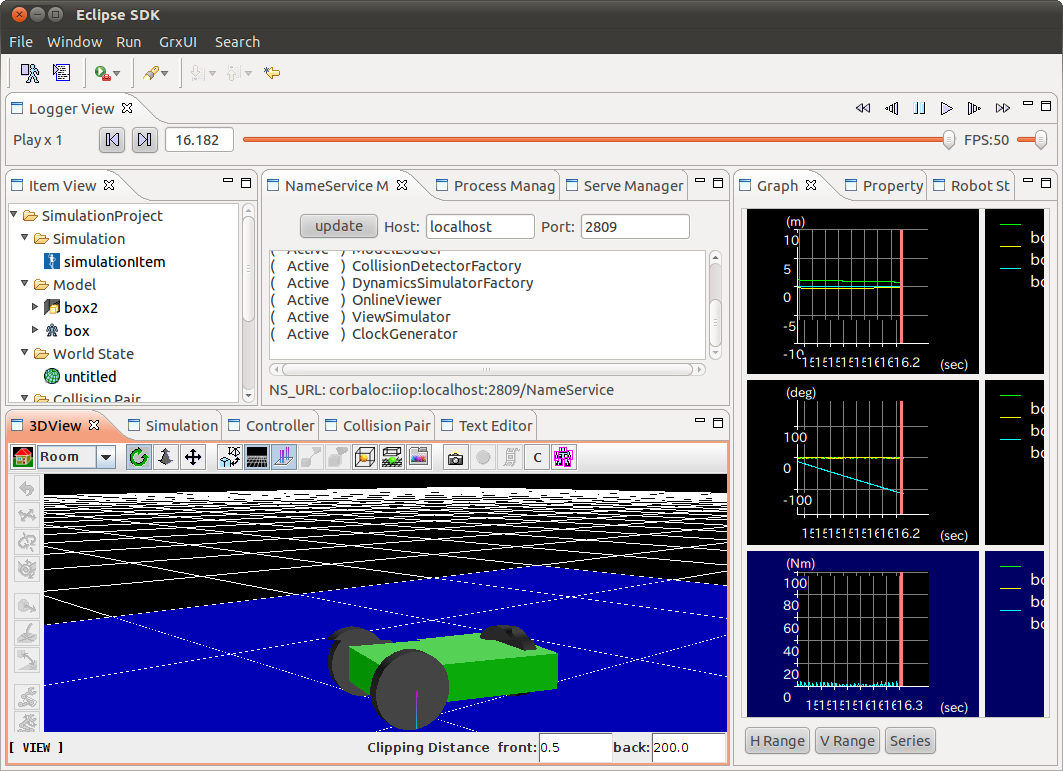 Eclipse SDK
File Window Run GrxUI Search
Logger View
Play x 1 16.182 FPS:50
Item View
SimulationProject
Simulation
simulationItem
Model
box2
box
World State
untitled
Collision Pair
NameService M Process Manag Serve Manager
update Host: localhost Port: 2809
( Active ) ModelLoader
( Active ) CollisionDetectorFactory
( Active ) DynamicsSimulatorFactory
( Active ) OnlineViewer
( Active ) ViewSimulator
( Active ) ClockGenerator
NS_URL: corbaloc:iiop:localhost:2809/NameService
3DView Simulation Controller Collision Pair Text Editor
Room C
[ VIEW ] Clipping Distance front: 0.5 back: 200.0
Graph Property Robot St
(m)
10
5
0
-5
-10
16.2 (sec)
bo
bo
bo
(deg)
100
0
-100
16.2 (sec)
bo
bo
bo
(Nm)
100
80
60
40
20
0
16.3 (sec)
bo
bo
bo
H Range V Range Series